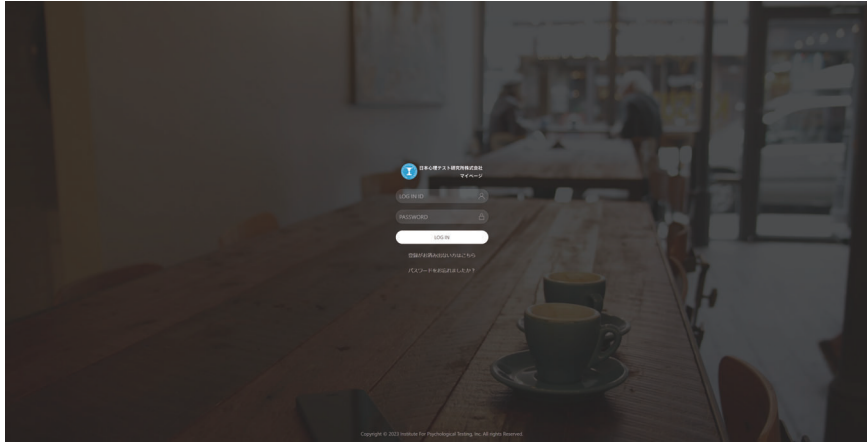 日本心理テスト研究所株式会社
マイページ
LOG IN ID
PASSWORD
LOG IN
登録がお済みでない方はこちら
パスワードをお忘れましたか？
Copyright © 2023 Institute for Psychological Testing, Inc. All rights Reserved.